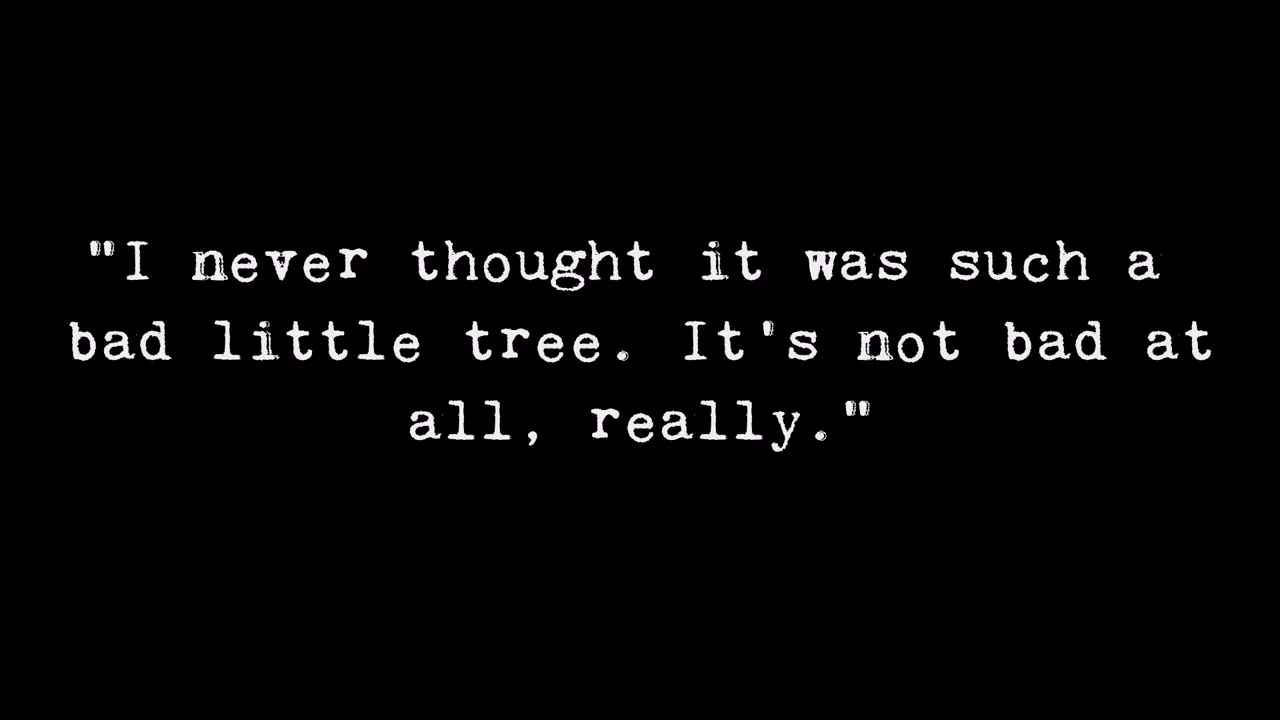 "I never thought it was such a
bad little tree. It's not bad at
all, really."